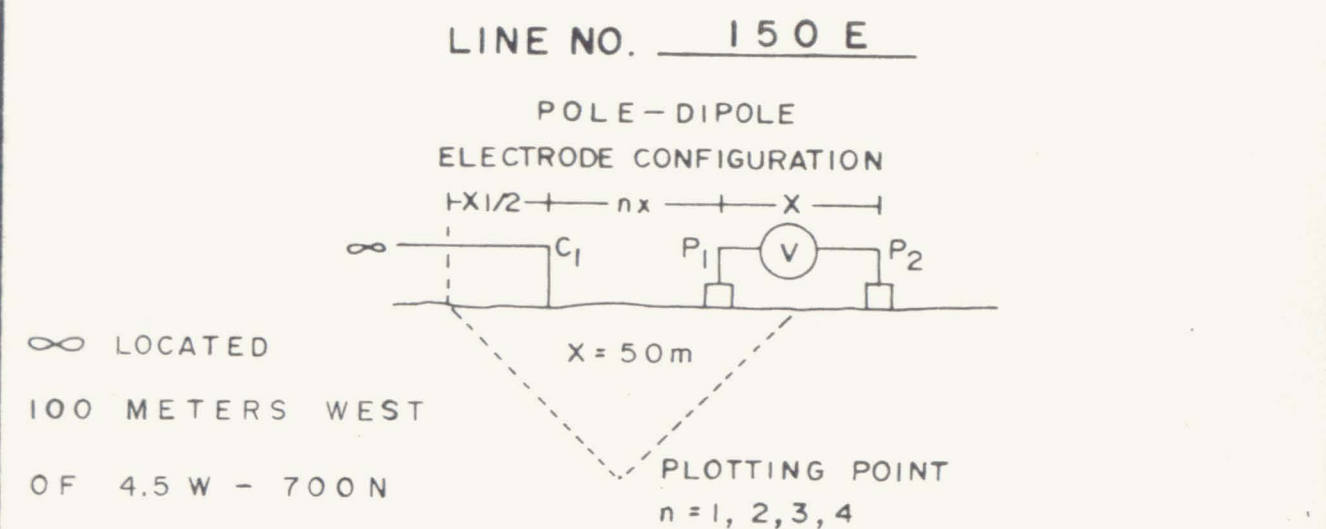 LINE NO. 150 E
POLE-DIPOLE
ELECTRODE CONFIGURATION
X1/2 nx X
∞ C1 P1 V P2
X = 50m
∞ LOCATED
100 METERS WEST
OF 4.5 W - 700N
PLOTTING POINT
n = 1, 2, 3, 4